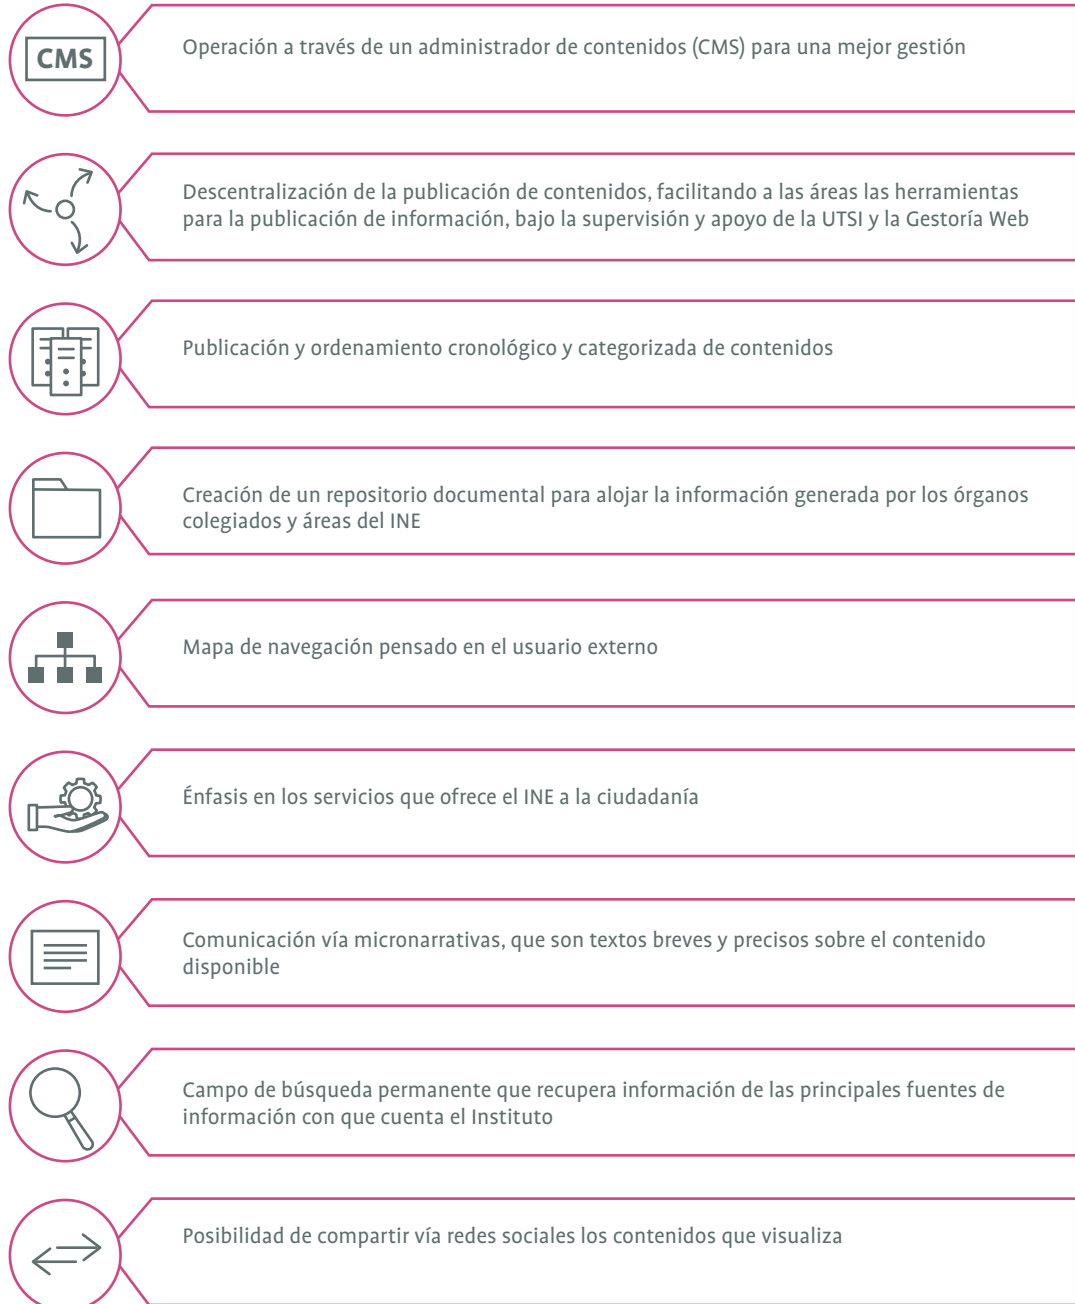 CMS
Operación a través de un administrador de contenidos (CMS) para una mejor gestión
Descentralización de la publicación de contenidos, facilitando a las áreas las herramientas
para la publicación de información, bajo la supervisión y apoyo de la UTSI y la Gestoría Web
Publicación y ordenamiento cronológico y categorizada de contenidos
Creación de un repositorio documental para alojar la información generada por los órganos
colegiados y áreas del INE
Mapa de navegación pensado en el usuario externo
Énfasis en los servicios que ofrece el INE a la ciudadanía
Comunicación vía micronarrativas, que son textos breves y precisos sobre el contenido
disponible
Campo de búsqueda permanente que recupera información de las principales fuentes de
información con que cuenta el Instituto
Posibilidad de compartir vía redes sociales los contenidos que visualiza